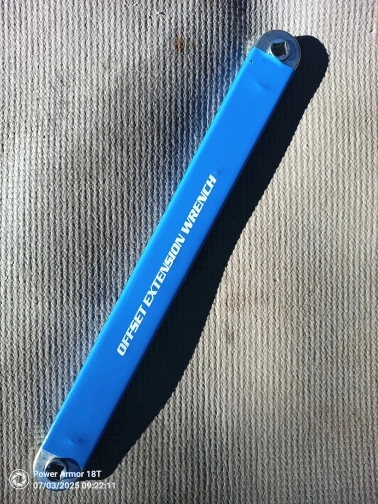 OFFSET EXTENSION WRENCH
Power Armor 18T
07/03/2025 09:22:11